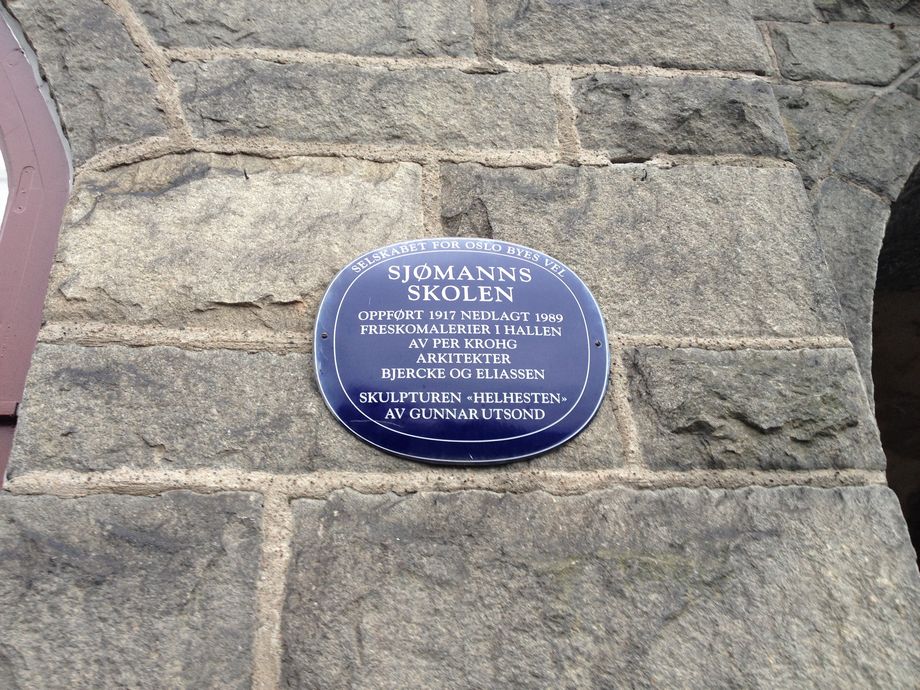 SELSKABET FOR OSLO BYES VEL
SJØMANNS
SKOLEN
OPPFØRT 1917 NEDLAGT 1989
FRESKOMALERIER I HALLEN
AV PER KROHG
ARKITEKTER
BJERCKE OG ELIASSEN
SKULPTUREN «HELHESTEN»
AV GUNNAR UTSOND